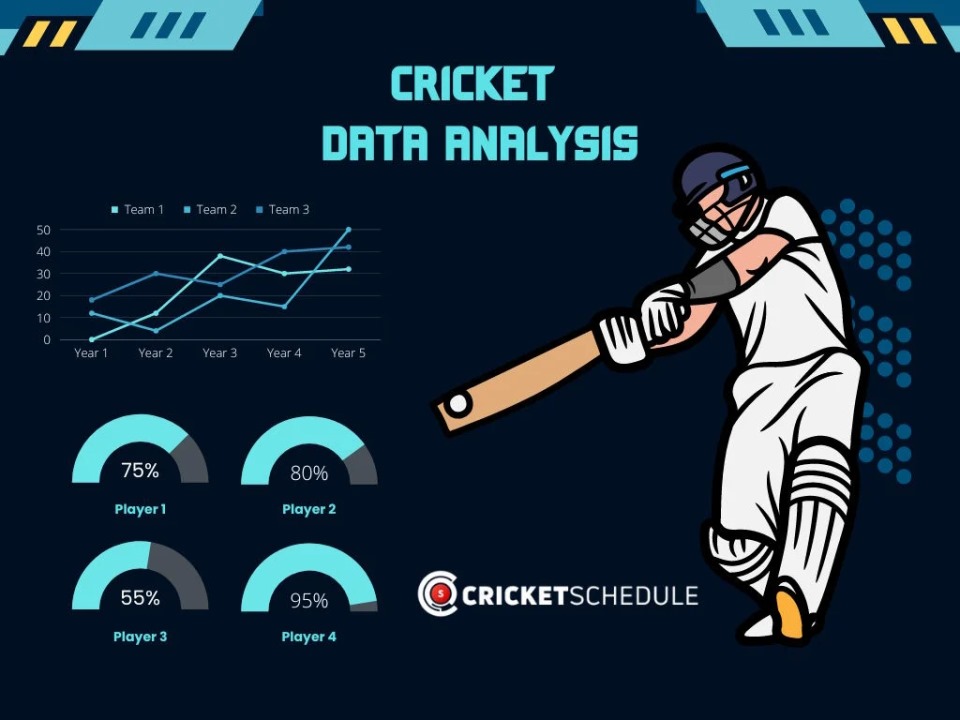 CRICKET
DATA ANALYSIS
Team 1 Team 2 Team 3
50
40
30
20
10
0
Year 1 Year 2 Year 3 Year 4 Year 5
75% 80%
Player 1 Player 2
55% 95%
Player 3 Player 4
S CRICKETSCHEDULE